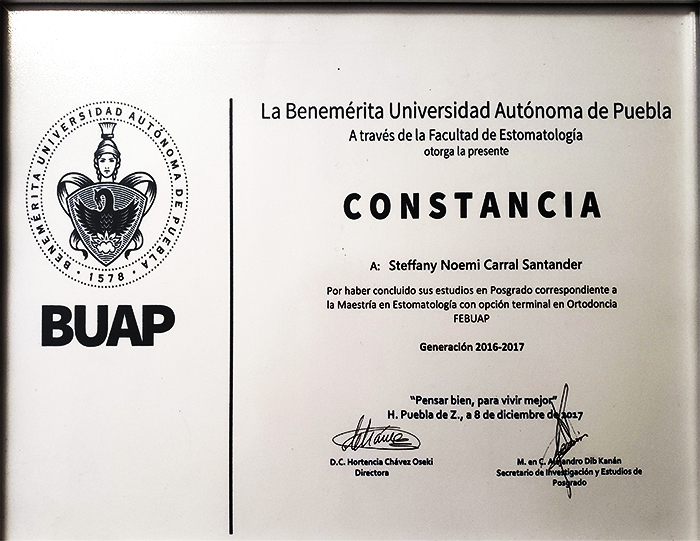 BENEMÉRITA UNIVERSIDAD AUTÓNOMA DE PUEBLA
· 1578 ·
BUAP
La Benemérita Universidad Autónoma de Puebla
A través de la Facultad de Estomatología
otorga la presente
CONSTANCIA
A: Steffany Noemi Carral Santander
Por haber concluido sus estudios en Posgrado correspondiente a
la Maestría en Estomatología con opción terminal en Ortodoncia
FEBUAP
Generación 2016-2017
"Pensar bien, para vivir mejor"
H. Puebla de Z., a 8 de diciembre de 2017
D.C. Hortencia Chávez Oseki
Directora
M. en C. Alejandro Dib Kanán
Secretario de Investigación y Estudios de
Posgrado